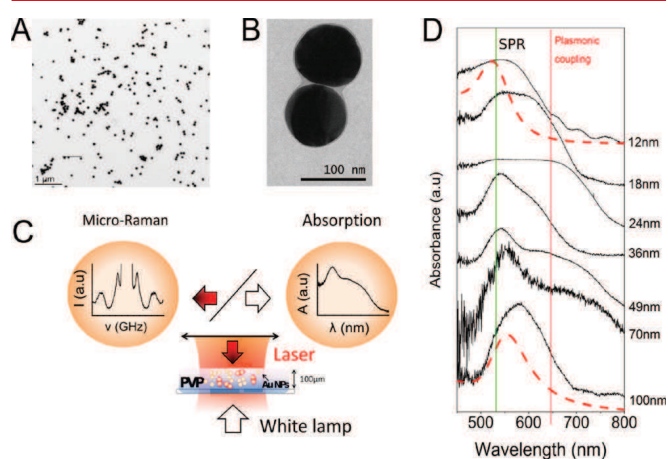 A
1 μm
B
100 nm
C
Micro-Raman
I (a.u)
ν (GHz)
Absorption
A (a.u)
λ (nm)
Laser
PVP
Au NPs
100μm
White lamp
D
SPR
Plasmonic
coupling
Absorbance (a.u)
12nm
18nm
24nm
36nm
49nm
70nm
100nm
500
600
700
800
Wavelength (nm)